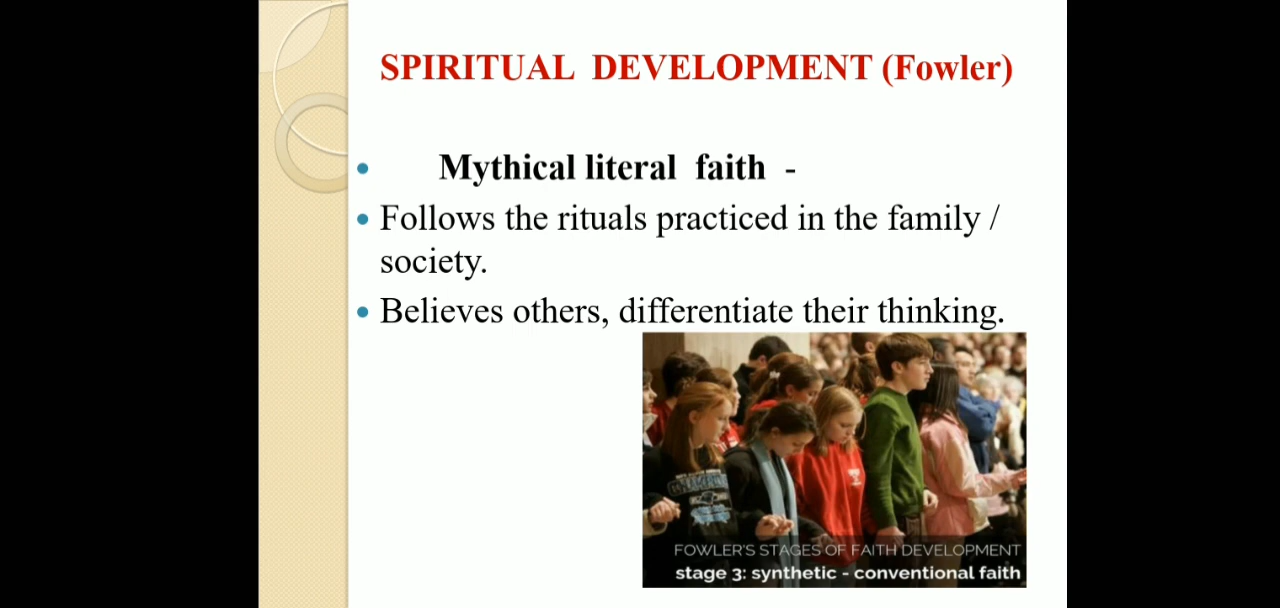 SPIRITUAL DEVELOPMENT (Fowler)
Mythical literal faith -
Follows the rituals practiced in the family /
society.
Believes others, differentiate their thinking.
FOWLER'S STAGES OF FAITH DEVELOPMENT
stage 3: synthetic - conventional faith